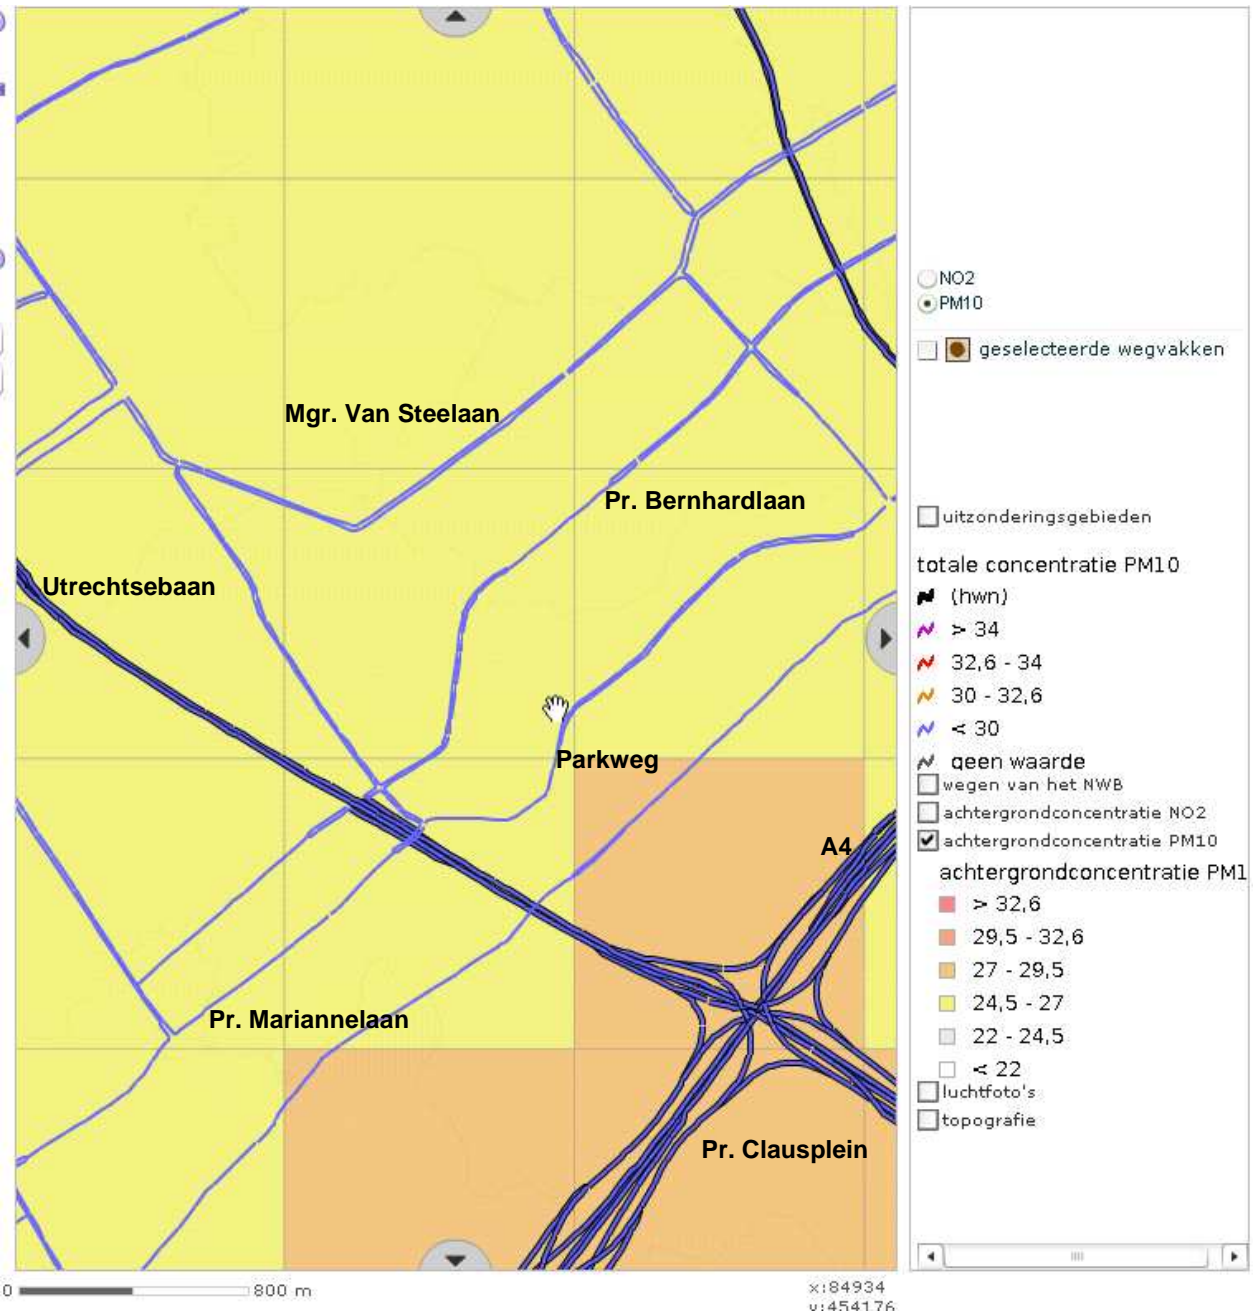 Mgr. Van Steelaan
Pr. Bernhardlaan
Utrechtsebaan
Parkweg
A4
Pr. Mariannelaan
Pr. Clausplein
0 800 m
x:84934
y:454176
NO2
PM10
geselecteerde wegvakken
uitzonderingsgebieden
totale concentratie PM10
(hwn)
> 34
32,6 - 34
30 - 32,6
< 30
geen waarde
wegen van het NWB
achtergrondconcentratie NO2
achtergrondconcentratie PM10
achtergrondconcentratie PM1
> 32,6
29,5 - 32,6
27 - 29,5
24,5 - 27
22 - 24,5
< 22
luchtfoto's
topografie